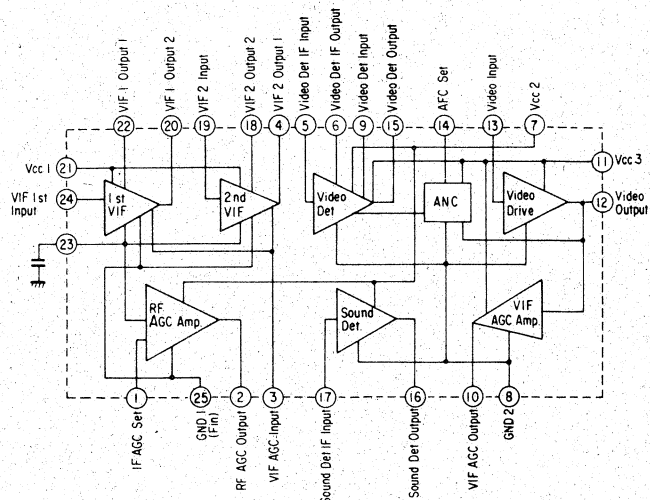 VIF 1 Output 1
VIF 1 Output 2
VIF 2 Input
VIF 2 Output 2
VIF 2 Output 1
Video Det IF Input
Video Det IF Output
Video Det Input
Video Det Output
AFC Set
Video Input
Vcc 2
22
20
19
18
4
5
6
9
15
14
13
7
Vcc 1
21
11
Vcc 3
VIF 1st
Input
24
1st
VIF
2nd
VIF
Video
Det
ANC
Video
Drive
12
Video
Output
23
RF
AGC Amp.
Sound
Det.
VIF
AGC Amp.
1
25
2
3
17
16
10
8
IF AGC Set
GND 1
(Fin)
RF AGC Output
VIF AGC Input
Sound Det IF Input
Sound Det Output
VIF AGC Output
GND 2